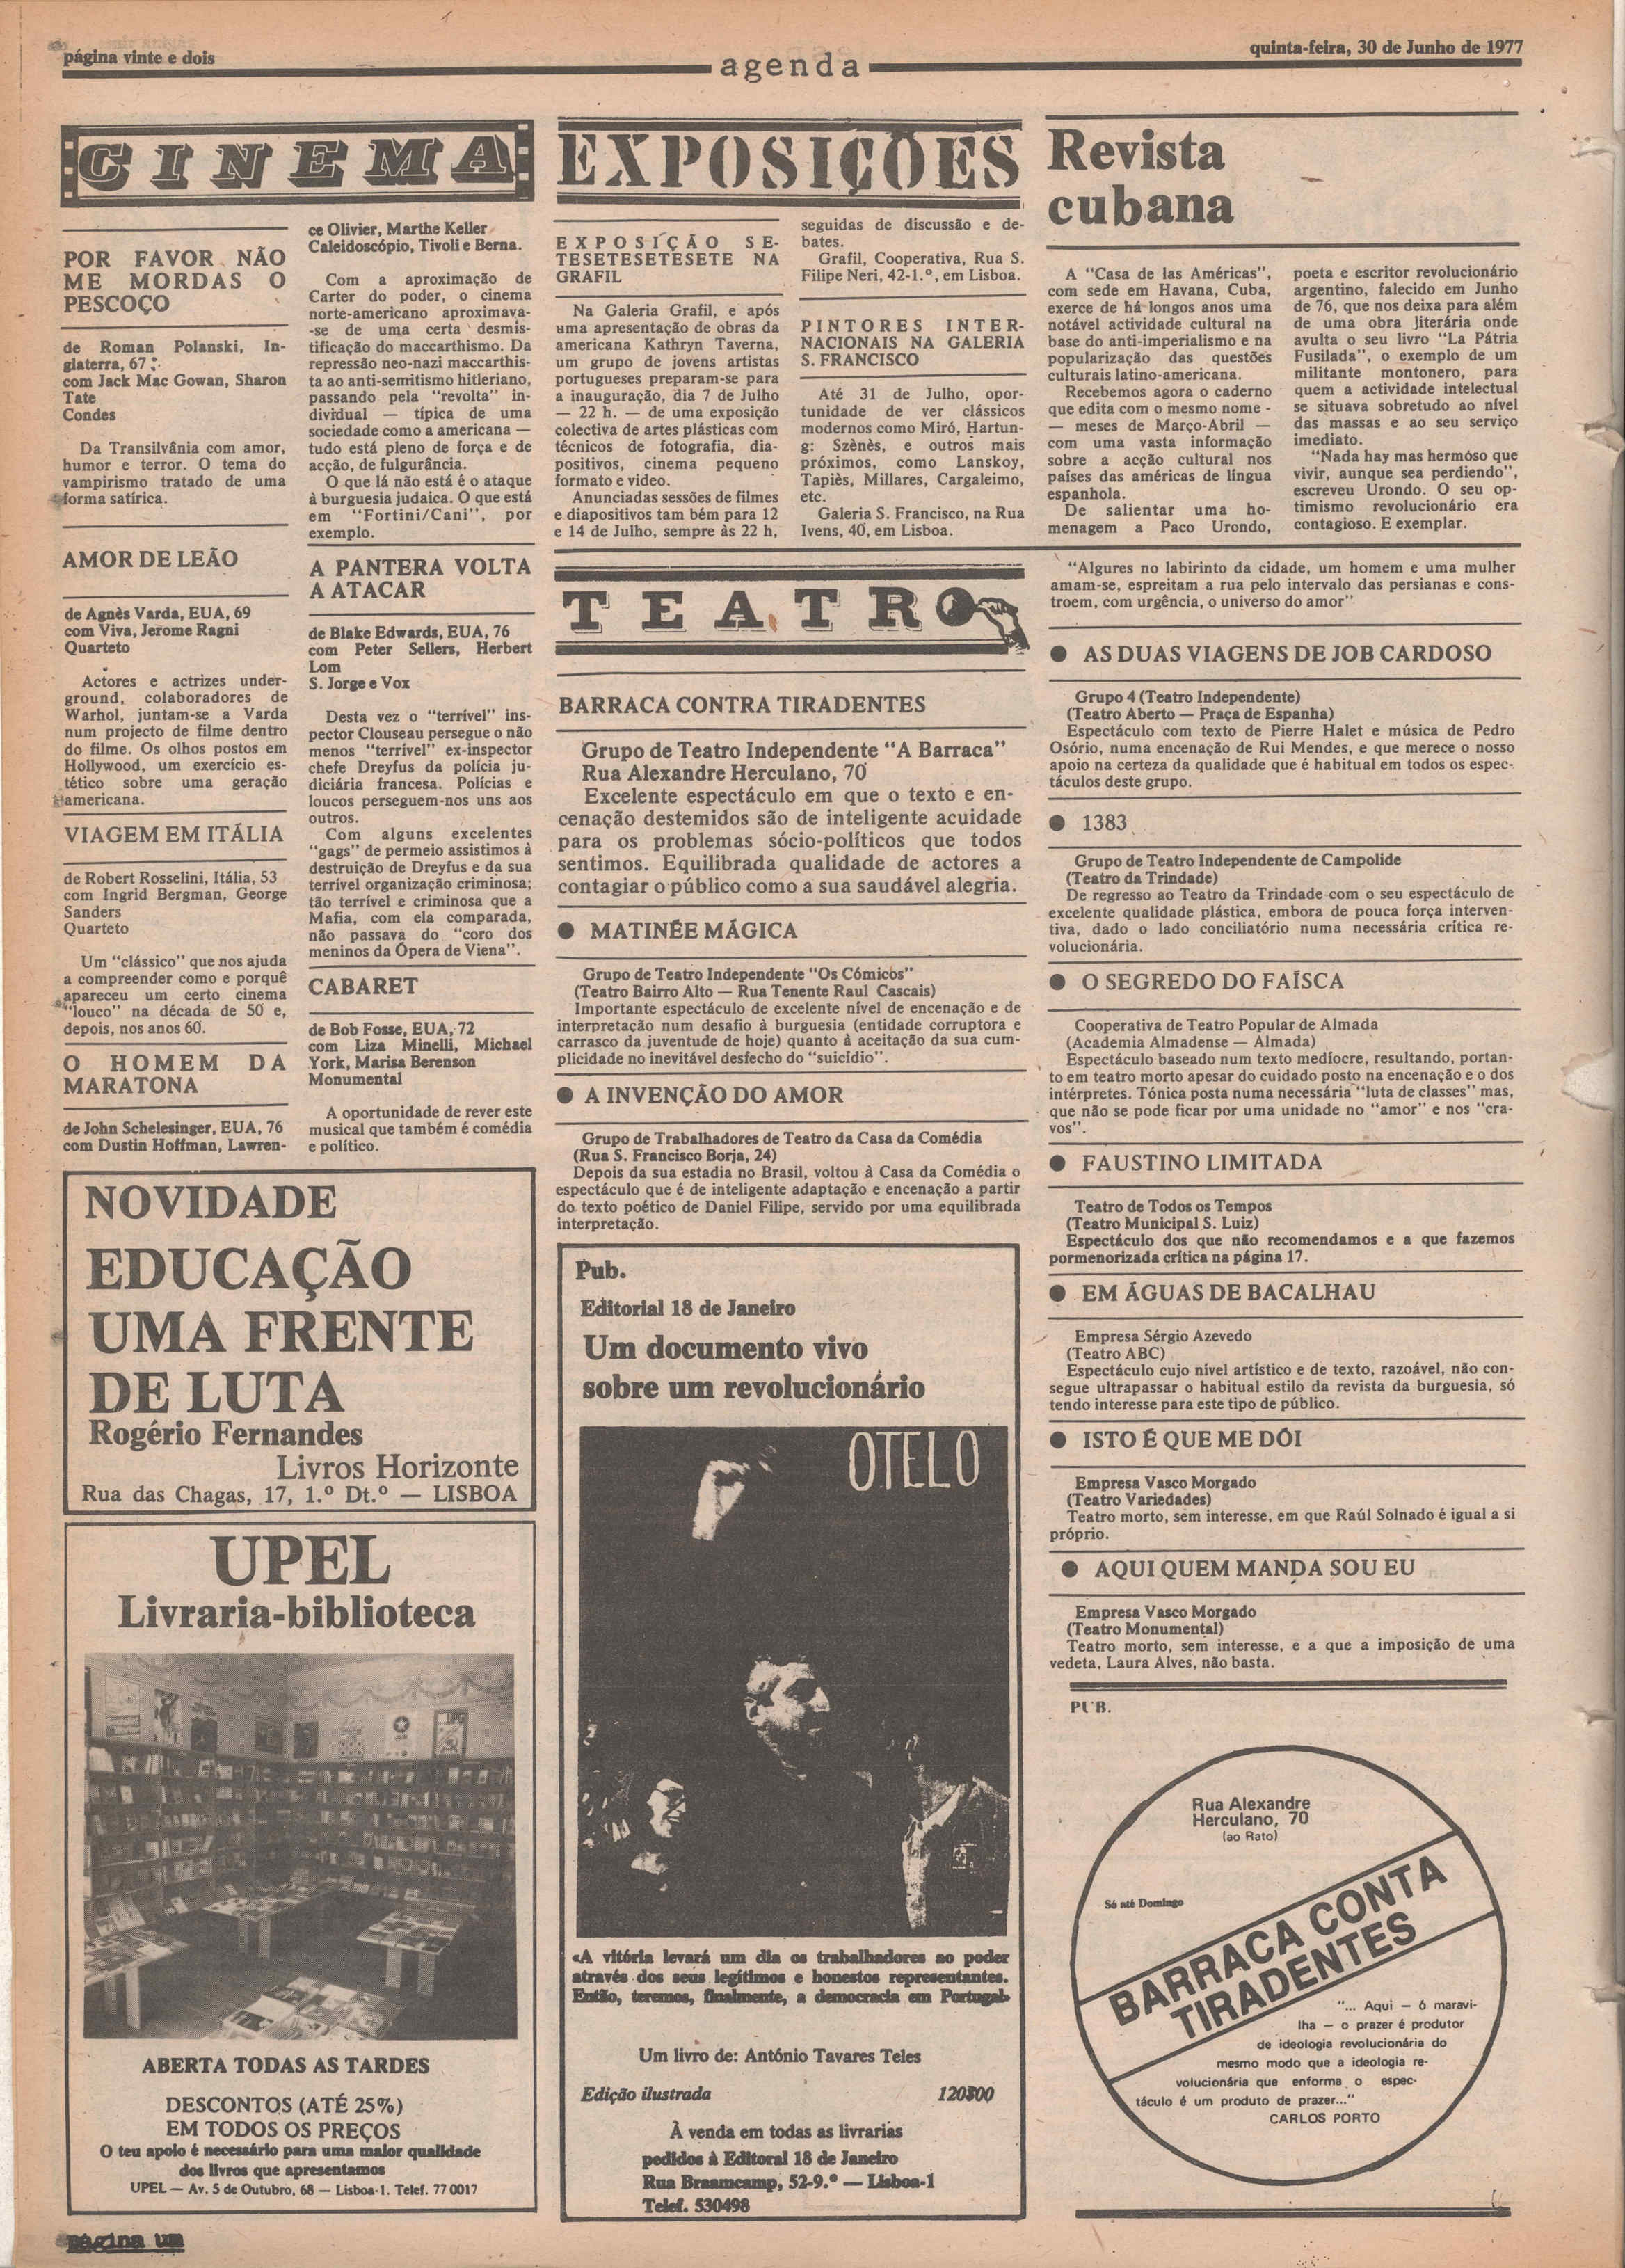 página vinte e dois
agenda
quinta-feira, 30 de Junho de 1977
CINEMA
POR FAVOR NÃO
ME MORDAS O
PESCOÇO
de Roman Polanski, In-
glaterra, 67
com Jack Mac Gowan, Sharon
Tate
Condes
Da Transilvânia com amor,
humor e terror. O tema do
vampirismo tratado de uma
forma satírica.
AMOR DE LEÃO
de Agnès Varda, EUA, 69
com Viva, Jerome Ragni
Quarteto
Actores e actrizes under-
ground, colaboradores de
Warhol, juntam-se a Varda
num projecto de filme dentro
do filme. Os olhos postos em
Hollywood, um exercício es-
tético sobre uma geração
americana.
VIAGEM EM ITÁLIA
de Robert Rosselini, Itália, 53
com Ingrid Bergman, George
Sanders
Quarteto
Um "clássico" que nos ajuda
a compreender como e porquê
apareceu um certo cinema
"louco" na década de 50 e,
depois, nos anos 60.
O HOMEM DA
MARATONA
de John Schelesinger, EUA, 76
com Dustin Hoffman, Lawren-
ce Olivier, Marthe Keller
Caleidoscópio, Tivoli e Berna.
Com a aproximação de
Carter do poder, o cinema
norte-americano aproximava-
-se de uma certa desmis-
tificação do maccarthismo. Da
repressão neo-nazi maccarthis-
ta ao anti-semitismo hitleriano,
passando pela "revolta" in-
dividual — típica de uma
sociedade como a americana —
tudo está pleno de força e de
acção, de fulgurância.
O que lá não está é o ataque
à burguesia judaica. O que está
em "Fortini/Cani", por
exemplo.
A PANTERA VOLTA
A ATACAR
de Blake Edwards, EUA, 76
com Peter Sellers, Herbert
Lom
S. Jorge e Vox
Desta vez o "terrível" ins-
pector Clouseau persegue o não
menos "terrível" ex-inspector
chefe Dreyfus da polícia ju-
diciária francesa. Polícias e
loucos perseguem-nos uns aos
outros.
Com alguns excelentes
"gags" de permeio assistimos à
destruição de Dreyfus e da sua
terrível organização criminosa;
tão terrível e criminosa que a
Mafia, com ela comparada,
não passava do "coro dos
meninos da Ópera de Viena".
CABARET
de Bob Fosse, EUA, 72
com Liza Minelli, Michael
York, Marisa Berenson
Monumental
A oportunidade de rever este
musical que também é comédia
e político.
NOVIDADE
EDUCAÇÃO
UMA FRENTE
DE LUTA
Rogério Fernandes
Livros Horizonte
Rua das Chagas, 17, 1.º Dt.º — LISBOA
UPEL
Livraria-biblioteca
UPG
ABERTA TODAS AS TARDES
DESCONTOS (ATÉ 25%)
EM TODOS OS PREÇOS
O teu apoio é necessário para uma maior qualidade
dos livros que apresentamos
UPEL — Av. 5 de Outubro, 68 — Lisboa-1. Telef. 77 0017
EXPOSIÇÕES
EXPOSIÇÃO SE-
TESETESETESETE NA
GRAFIL
Na Galeria Grafil, e após
uma apresentação de obras da
americana Kathryn Taverna,
um grupo de jovens artistas
portugueses preparam-se para
a inauguração, dia 7 de Julho
— 22 h. — de uma exposição
colectiva de artes plásticas com
técnicos de fotografia, dia-
positivos, cinema pequeno
formato e video.
Anunciadas sessões de filmes
e diapositivos tam bém para 12
e 14 de Julho, sempre às 22 h,
seguidas de discussão e de-
bates.
Grafil, Cooperativa, Rua S.
Filipe Neri, 42-1.º, em Lisboa.
PINTORES INTER-
NACIONAIS NA GALERIA
S. FRANCISCO
Até 31 de Julho, opor-
tunidade de ver clássicos
modernos como Miró, Hartun-
g: Szènès, e outros mais
próximos, como Lanskoy,
Tapiès, Millares, Cargaleimo,
etc.
Galeria S. Francisco, na Rua
Ivens, 40, em Lisboa.
Revista
cubana
A "Casa de las Américas",
com sede em Havana, Cuba,
exerce de há longos anos uma
notável actividade cultural na
base do anti-imperialismo e na
popularização das questões
culturais latino-americana.
Recebemos agora o caderno
que edita com o mesmo nome -
— meses de Março-Abril —
com uma vasta informação
sobre a acção cultural nos
países das américas de língua
espanhola.
De salientar uma ho-
menagem a Paco Urondo,
poeta e escritor revolucionário
argentino, falecido em Junho
de 76, que nos deixa para além
de uma obra literária onde
avulta o seu livro "La Pátria
Fusilada", o exemplo de um
militante montonero, para
quem a actividade intelectual
se situava sobretudo ao nível
das massas e ao seu serviço
imediato.
"Nada hay mas hermoso que
vivir, aunque sea perdiendo",
escreveu Urondo. O seu op-
timismo revolucionário era
contagioso. E exemplar.
TEATRO
BARRACA CONTRA TIRADENTES
Grupo de Teatro Independente "A Barraca"
Rua Alexandre Herculano, 70
Excelente espectáculo em que o texto e en-
cenação destemidos são de inteligente acuidade
para os problemas sócio-políticos que todos
sentimos. Equilibrada qualidade de actores a
contagiar o público como a sua saudável alegria.
● MATINÉE MÁGICA
Grupo de Teatro Independente "Os Cómicos"
(Teatro Bairro Alto — Rua Tenente Raul Cascais)
Importante espectáculo de excelente nível de encenação e de
interpretação num desafio à burguesia (entidade corruptora e
carrasco da juventude de hoje) quanto à aceitação da sua cum-
plicidade no inevitável desfecho do "suicídio".
● A INVENÇÃO DO AMOR
Grupo de Trabalhadores de Teatro da Casa da Comédia
(Rua S. Francisco Borja, 24)
Depois da sua estadia no Brasil, voltou à Casa da Comédia o
espectáculo que é de inteligente adaptação e encenação a partir
do texto poético de Daniel Filipe, servido por uma equilibrada
interpretação.
"Algures no labirinto da cidade, um homem e uma mulher
amam-se, espreitam a rua pelo intervalo das persianas e cons-
troem, com urgência, o universo do amor"
● AS DUAS VIAGENS DE JOB CARDOSO
Grupo 4 (Teatro Independente)
(Teatro Aberto — Praça de Espanha)
Espectáculo com texto de Pierre Halet e música de Pedro
Osório, numa encenação de Rui Mendes, e que merece o nosso
apoio na certeza da qualidade que é habitual em todos os espec-
táculos deste grupo.
● 1383
Grupo de Teatro Independente de Campolide
(Teatro da Trindade)
De regresso ao Teatro da Trindade com o seu espectáculo de
excelente qualidade plástica, embora de pouca força interven-
tiva, dado o lado conciliatório numa necessária crítica re-
volucionária.
● O SEGREDO DO FAÍSCA
Cooperativa de Teatro Popular de Almada
(Academia Almadense — Almada)
Espectáculo baseado num texto medíocre, resultando, portan-
to em teatro morto apesar do cuidado posto na encenação e o dos
intérpretes. Tónica posta numa necessária "luta de classes" mas,
que não se pode ficar por uma unidade no "amor" e nos "cra-
vos".
● FAUSTINO LIMITADA
Teatro de Todos os Tempos
(Teatro Municipal S. Luiz)
Espectáculo dos que não recomendamos e a que fazemos
pormenorizada crítica na página 17.
● EM ÁGUAS DE BACALHAU
Empresa Sérgio Azevedo
(Teatro ABC)
Espectáculo cujo nível artístico e de texto, razoável, não con-
segue ultrapassar o habitual estilo da revista da burguesia, só
tendo interesse para este tipo de público.
● ISTO É QUE ME DÓI
Empresa Vasco Morgado
(Teatro Variedades)
Teatro morto, sem interesse, em que Raúl Solnado é igual a si
próprio.
● AQUI QUEM MANDA SOU EU
Empresa Vasco Morgado
(Teatro Monumental)
Teatro morto, sem interesse, e a que a imposição de uma
vedeta, Laura Alves, não basta.
Pub.
Editorial 18 de Janeiro
Um documento vivo
sobre um revolucionário
OTELO
«A vitória levará um dia os trabalhadores ao poder
através dos seus legítimos e honestos representantes.
Então, teremos, finalmente, a democracia em Portugal»
Um livro de: António Tavares Teles
Edição ilustrada 120$00
À venda em todas as livrarias
pedidos à Editoral 18 de Janeiro
Rua Braamcamp, 52-9.º — Lisboa-1
Telef. 530498
PUB.
Rua Alexandre
Herculano, 70
(ao Rato)
Só até Domingo
BARRACA CONTA
TIRADENTES
"... Aqui — ó maravi-
lha — o prazer é produtor
de ideologia revolucionária do
mesmo modo que a ideologia re-
volucionária que enforma o espec-
táculo é um produto de prazer..."
CARLOS PORTO
página um